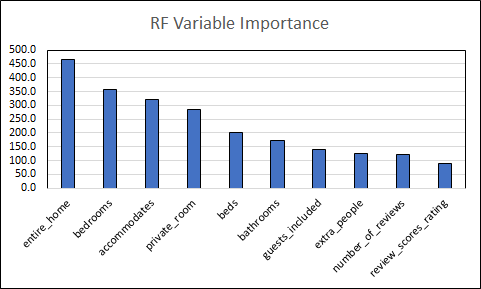 RF Variable Importance
500.0
450.0
400.0
350.0
300.0
250.0
200.0
150.0
100.0
50.0
0.0
entire_home
bedrooms
accommodates
private_room
beds
bathrooms
guests_included
extra_people
number_of_reviews
review_scores_rating